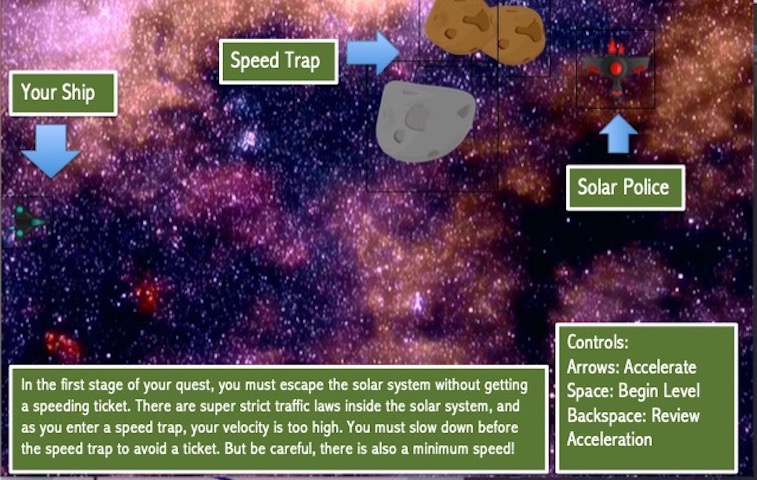 Speed Trap
Your Ship
Solar Police
Controls:
Arrows: Accelerate
Space: Begin Level
Backspace: Review
Acceleration
In the first stage of your quest, you must escape the solar system without getting
a speeding ticket. There are super strict traffic laws inside the solar system, and
as you enter a speed trap, your velocity is too high. You must slow down before
the speed trap to avoid a ticket. But be careful, there is also a minimum speed!